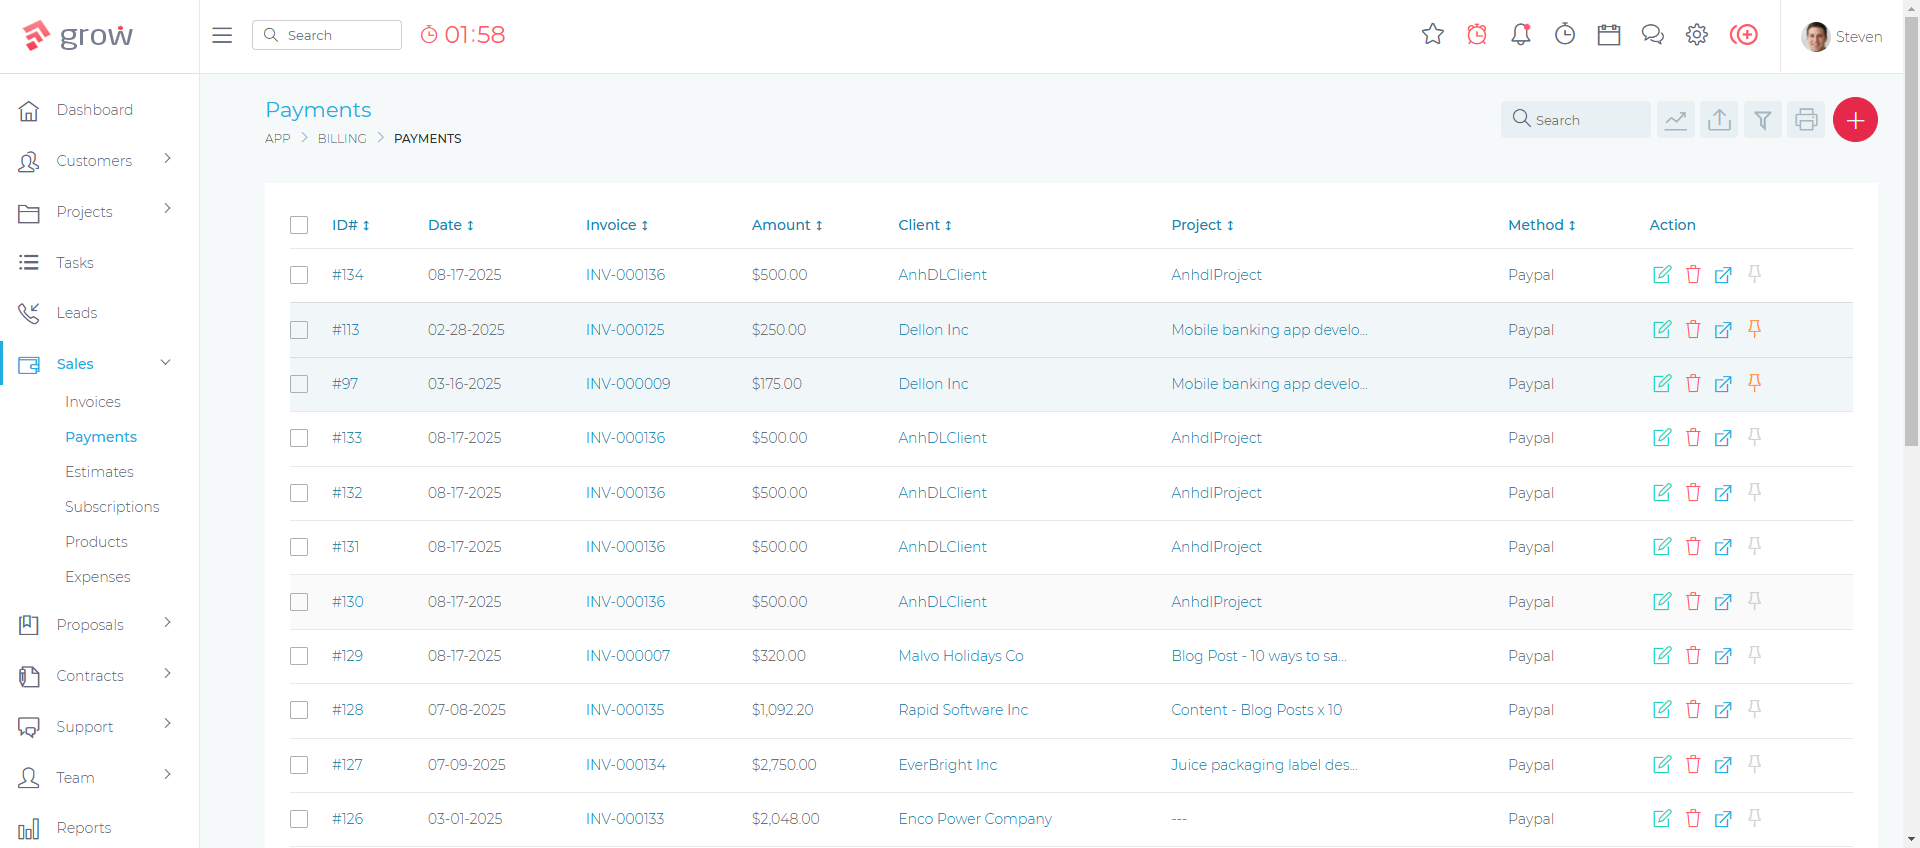 grow
Search
01:58
Steven
Dashboard
Customers
Projects
Tasks
Leads
Sales
Invoices
Payments
Estimates
Subscriptions
Products
Expenses
Proposals
Contracts
Support
Team
Reports
Payments
APP > BILLING > PAYMENTS
Search
ID# Date Invoice Amount Client Project Method Action
#134 08-17-2025 INV-000136 $500.00 AnhDLClient AnhdlProject Paypal
#113 02-28-2025 INV-000125 $250.00 Dellon Inc Mobile banking app develo... Paypal
#97 03-16-2025 INV-000009 $175.00 Dellon Inc Mobile banking app develo... Paypal
#133 08-17-2025 INV-000136 $500.00 AnhDLClient AnhdlProject Paypal
#132 08-17-2025 INV-000136 $500.00 AnhDLClient AnhdlProject Paypal
#131 08-17-2025 INV-000136 $500.00 AnhDLClient AnhdlProject Paypal
#130 08-17-2025 INV-000136 $500.00 AnhDLClient AnhdlProject Paypal
#129 08-17-2025 INV-000007 $320.00 Malvo Holidays Co Blog Post - 10 ways to sa... Paypal
#128 07-08-2025 INV-000135 $1,092.20 Rapid Software Inc Content - Blog Posts x 10 Paypal
#127 07-09-2025 INV-000134 $2,750.00 EverBright Inc Juice packaging label des... Paypal
#126 03-01-2025 INV-000133 $2,048.00 Enco Power Company --- Paypal